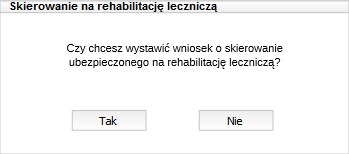 Skierowanie na rehabilitację leczniczą
Czy chcesz wystawić wniosek o skierowanie
ubezpieczonego na rehabilitację leczniczą?
Tak Nie